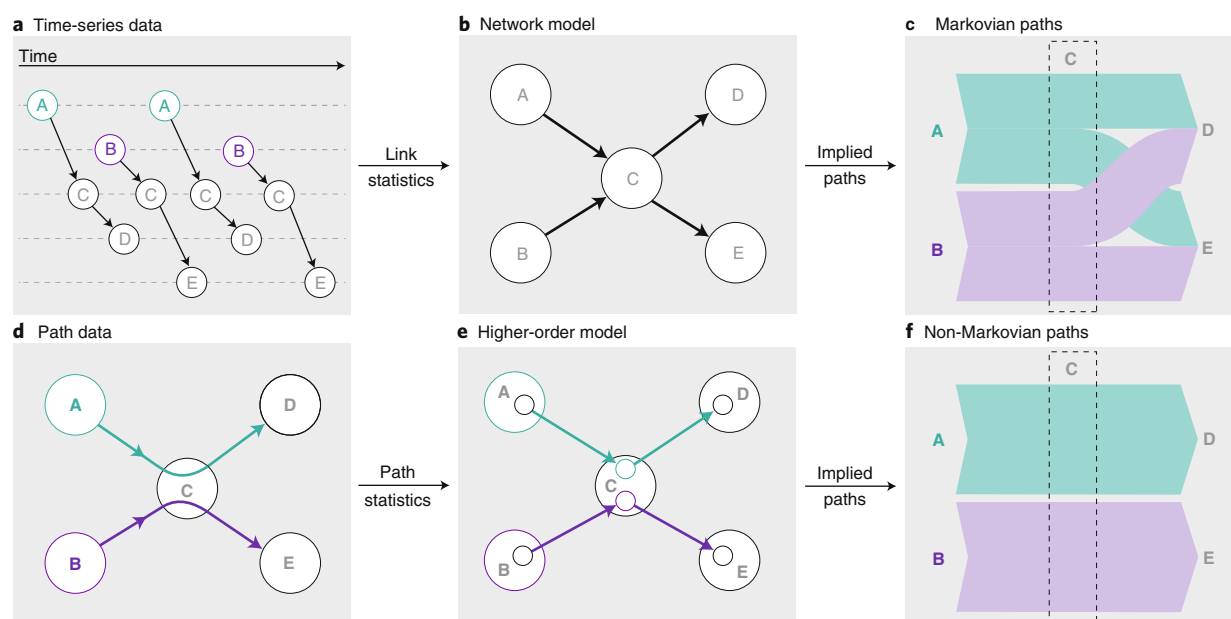 a Time-series data
Time
A
A
B
B
C
C
C
C
D
D
E
E
Link
statistics
b Network model
A
D
C
B
E
Implied
paths
c Markovian paths
C
A
D
B
E
d Path data
A
D
C
B
E
Path
statistics
e Higher-order model
A
D
C
B
E
Implied
paths
f Non-Markovian paths
C
A
D
B
E